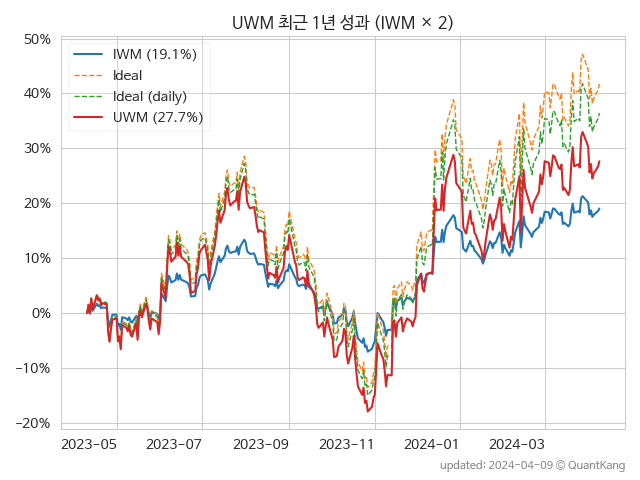 UWM 최근 1년 성과 (IWM × 2)
50%
40%
30%
20%
10%
0%
−10%
−20%
IWM (19.1%)
Ideal
Ideal (daily)
UWM (27.7%)
2023-05 2023-07 2023-09 2023-11 2024-01 2024-03
updated: 2024-04-09 © QuantKang